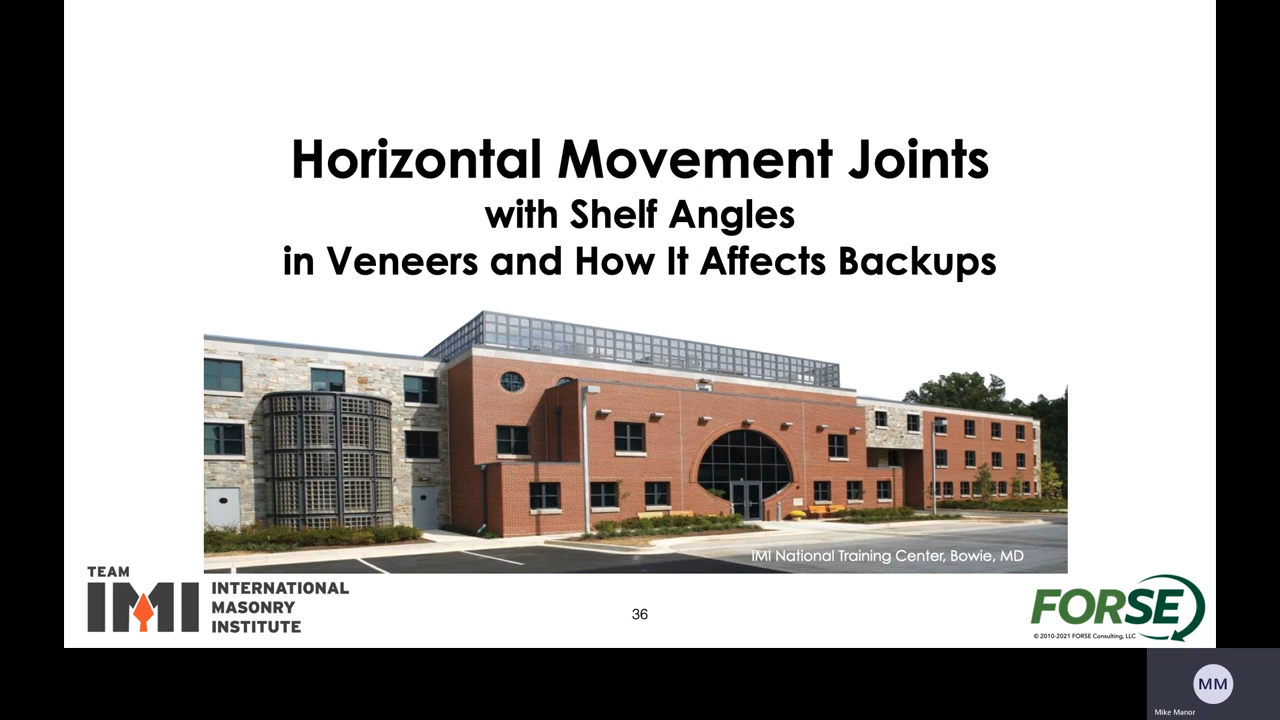 Horizontal Movement Joints
with Shelf Angles
in Veneers and How It Affects Backups
IMI National Training Center, Bowie, MD
TEAM
IMI
INTERNATIONAL
MASONRY
INSTITUTE
36
FORSE
© 2010-2021 FORSE Consulting, LLC
MM
Mike Manor